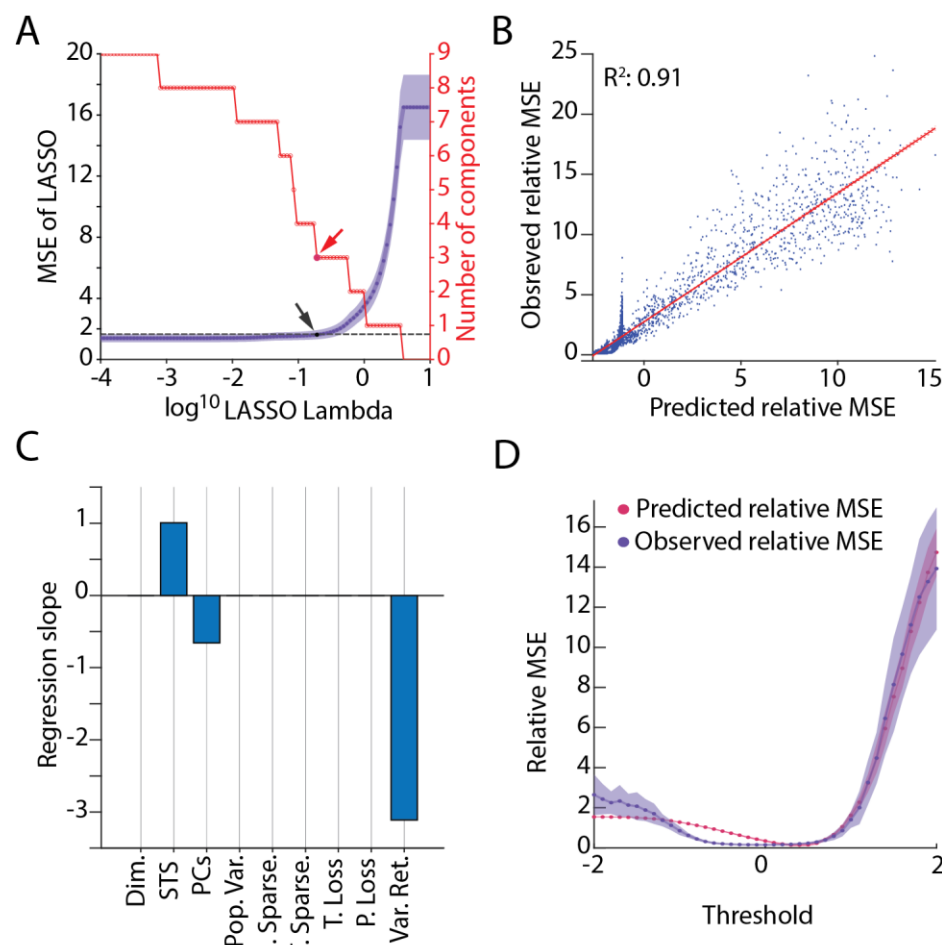 A
MSE of LASSO
20
16
12
8
4
2
0
-4
-3
-2
-1
0
1
log10 LASSO Lambda
9
8
7
6
5
4
3
2
1
0
Number of components
B
R2: 0.91
Obsreved relative MSE
25
20
15
10
5
0
0
5
10
15
Predicted relative MSE
C
Regression slope
1
0
-1
-2
-3
Dim.
STS
PCs
Pop. Var.
. Sparse.
. Sparse.
T. Loss
P. Loss
Var. Ret.
D
Predicted relative MSE
Observed relative MSE
Relative MSE
16
14
12
10
8
6
4
2
0
-2
0
2
Threshold